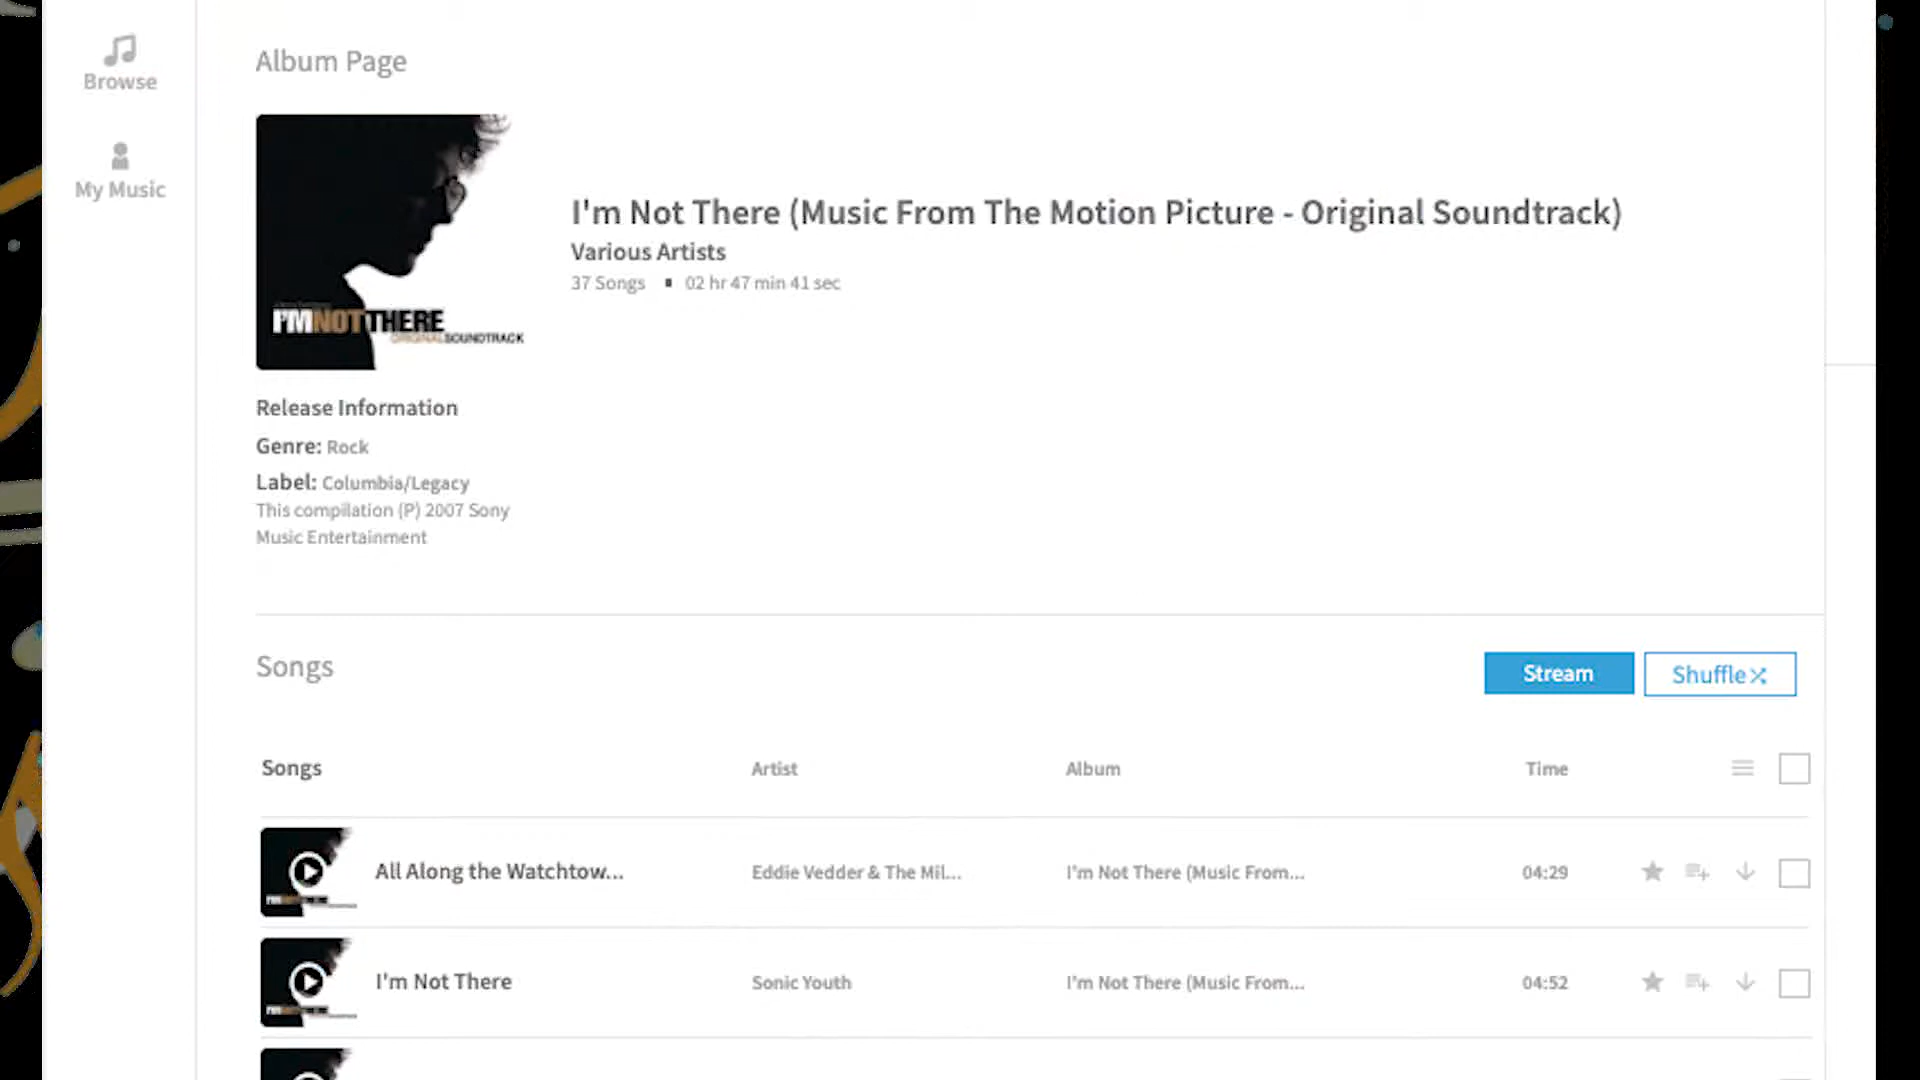 Browse
My Music
Album Page
I'M NOT THERE
ORIGINAL SOUNDTRACK
I'm Not There (Music From The Motion Picture - Original Soundtrack)
Various Artists
37 Songs ▪ 02 hr 47 min 41 sec
Release Information
Genre: Rock
Label: Columbia/Legacy
This compilation (P) 2007 Sony
Music Entertainment
Songs
Stream
Shuffle
Songs Artist Album Time
All Along the Watchtow... Eddie Vedder & The Mil... I'm Not There (Music From... 04:29
I'm Not There Sonic Youth I'm Not There (Music From... 04:52